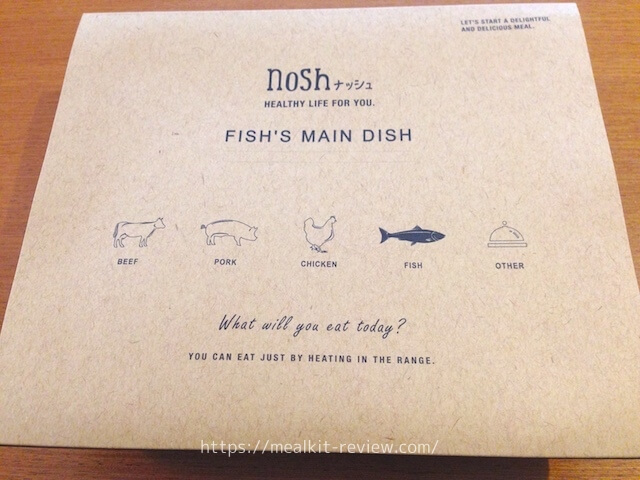 LET'S START A DELIGHTFUL
AND DELICIOUS MEAL.
nosh ナッシュ
HEALTHY LIFE FOR YOU.
FISH'S MAIN DISH
BEEF PORK CHICKEN FISH OTHER
What will you eat today?
YOU CAN EAT JUST BY HEATING IN THE RANGE.
https://mealkit-review.com/